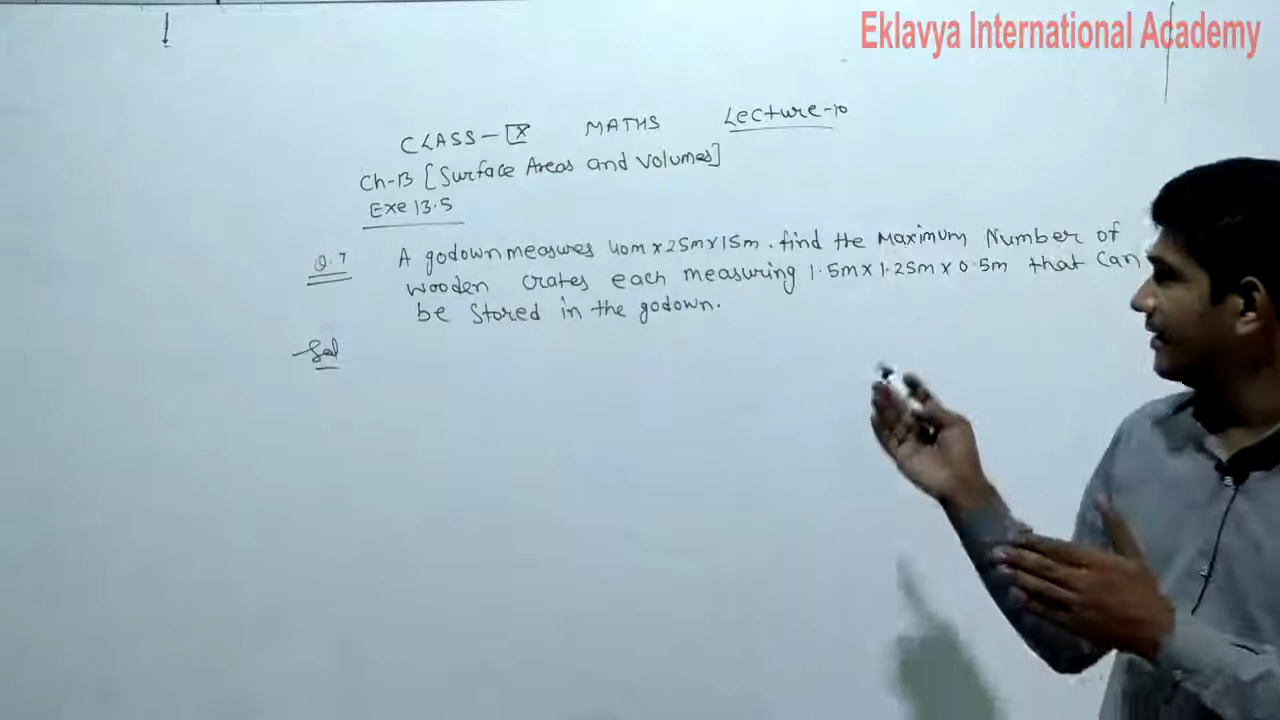 Eklavya International Academy
CLASS - IX MATHS Lecture-10
Ch-13 [Surface Areas and Volumes]
Exe 13.5
Q.7 A godown measures 40m x 25m x 15m. find the Maximum Number of
wooden crates each measuring 1.5m x 1.25m x 0.5m that can
be stored in the godown.
Sol